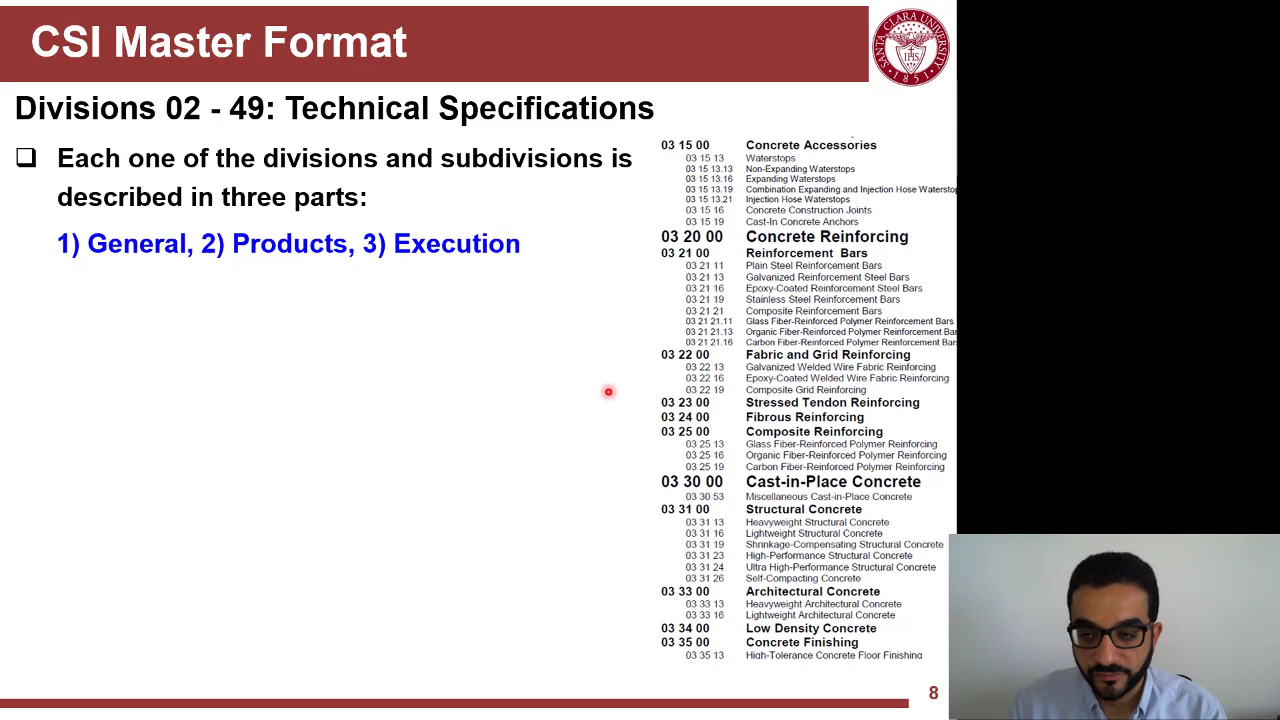 CSI Master Format
SANTA CLARA UNIVERSITY
IHS
1851
Divisions 02 - 49: Technical Specifications
Each one of the divisions and subdivisions is
described in three parts:
1) General, 2) Products, 3) Execution
03 15 00 Concrete Accessories
03 15 13 Waterstops
03 15 13.13 Non-Expanding Waterstops
03 15 13.16 Expanding Waterstops
03 15 13.19 Combination Expanding and Injection Hose Waterstop
03 15 13.21 Injection Hose Waterstops
03 15 16 Concrete Construction Joints
03 15 19 Cast-In Concrete Anchors
03 20 00 Concrete Reinforcing
03 21 00 Reinforcement Bars
03 21 11 Plain Steel Reinforcement Bars
03 21 13 Galvanized Reinforcement Steel Bars
03 21 16 Epoxy-Coated Reinforcement Steel Bars
03 21 19 Stainless Steel Reinforcement Bars
03 21 21 Composite Reinforcement Bars
03 21 21.11 Glass Fiber-Reinforced Polymer Reinforcement Bars
03 21 21.13 Organic Fiber-Reinforced Polymer Reinforcement Bar
03 21 21.16 Carbon Fiber-Reinforced Polymer Reinforcement Bars
03 22 00 Fabric and Grid Reinforcing
03 22 13 Galvanized Welded Wire Fabric Reinforcing
03 22 16 Epoxy-Coated Welded Wire Fabric Reinforcing
03 22 19 Composite Grid Reinforcing
03 23 00 Stressed Tendon Reinforcing
03 24 00 Fibrous Reinforcing
03 25 00 Composite Reinforcing
03 25 13 Glass Fiber-Reinforced Polymer Reinforcing
03 25 16 Organic Fiber-Reinforced Polymer Reinforcing
03 25 19 Carbon Fiber-Reinforced Polymer Reinforcing
03 30 00 Cast-in-Place Concrete
03 30 53 Miscellaneous Cast-in-Place Concrete
03 31 00 Structural Concrete
03 31 13 Heavyweight Structural Concrete
03 31 16 Lightweight Structural Concrete
03 31 19 Shrinkage-Compensating Structural Concrete
03 31 23 High-Performance Structural Concrete
03 31 24 Ultra High-Performance Structural Concrete
03 31 26 Self-Compacting Concrete
03 33 00 Architectural Concrete
03 33 13 Heavyweight Architectural Concrete
03 33 16 Lightweight Architectural Concrete
03 34 00 Low Density Concrete
03 35 00 Concrete Finishing
03 35 13 High-Tolerance Concrete Floor Finishing
8